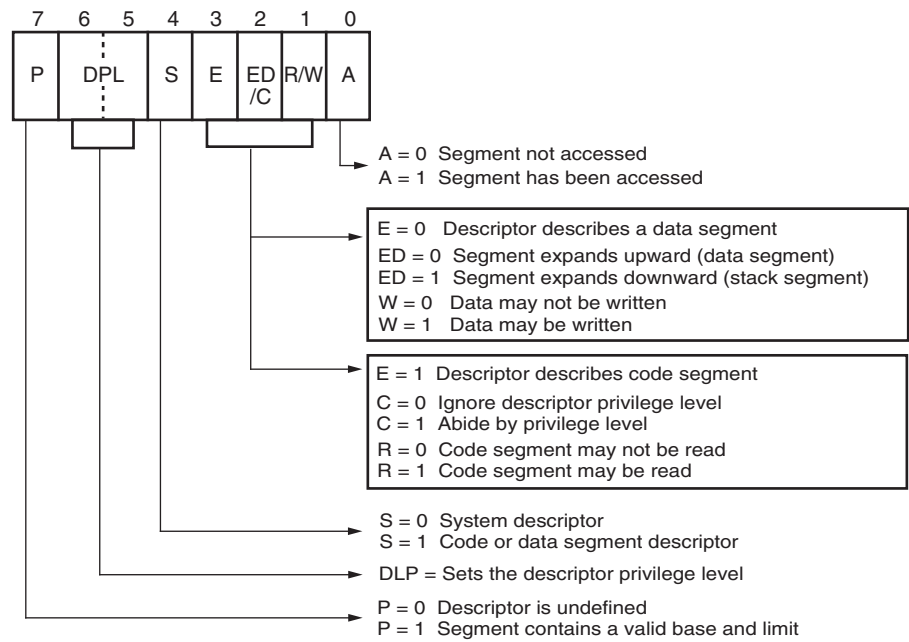 7 6 5 4 3 2 1 0
P DPL S E ED R/W A
/C
A = 0 Segment not accessed
A = 1 Segment has been accessed
E = 0 Descriptor describes a data segment
ED = 0 Segment expands upward (data segment)
ED = 1 Segment expands downward (stack segment)
W = 0 Data may not be written
W = 1 Data may be written
E = 1 Descriptor describes code segment
C = 0 Ignore descriptor privilege level
C = 1 Abide by privilege level
R = 0 Code segment may not be read
R = 1 Code segment may be read
S = 0 System descriptor
S = 1 Code or data segment descriptor
DLP = Sets the descriptor privilege level
P = 0 Descriptor is undefined
P = 1 Segment contains a valid base and limit